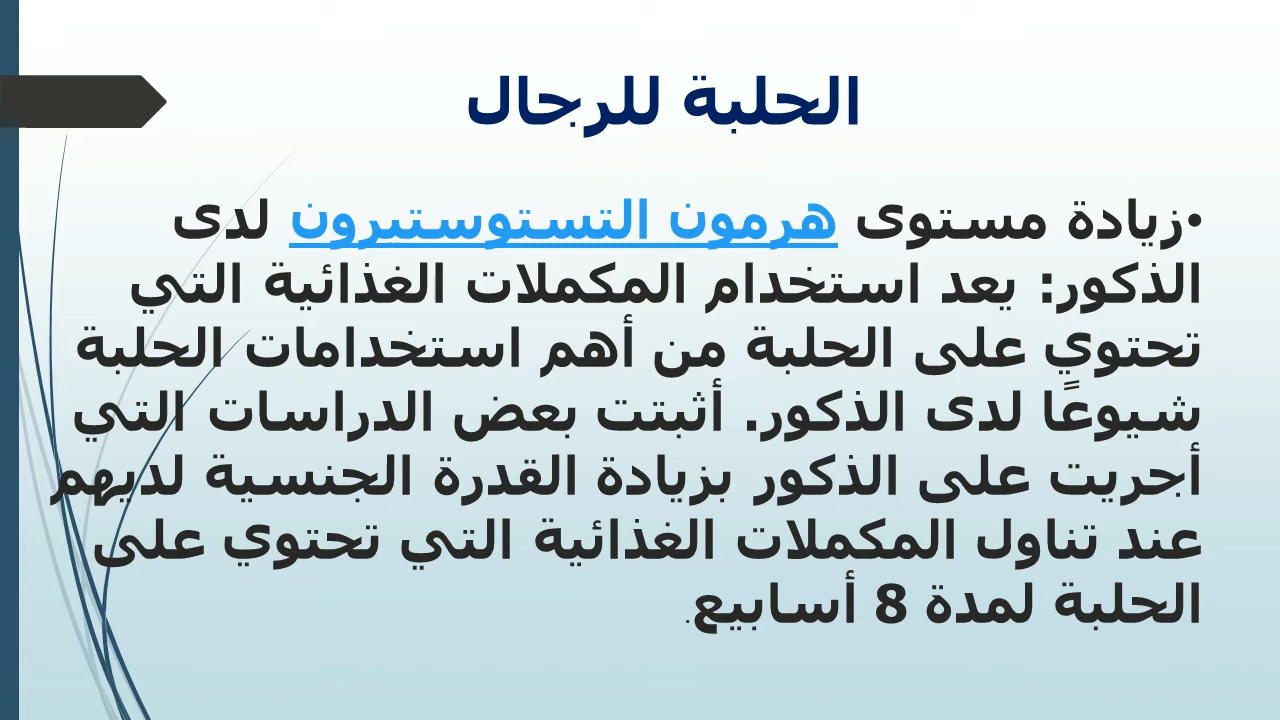 الحلبة للرجال
•زيادة مستوى هرمون التستوستيرون لدى
الذكور: يعد استخدام المكملات الغذائية التي
تحتوي على الحلبة من أهم استخدامات الحلبة
شيوعًا لدى الذكور. أثبتت بعض الدراسات التي
أجريت على الذكور بزيادة القدرة الجنسية لديهم
عند تناول المكملات الغذائية التي تحتوي على
الحلبة لمدة 8 أسابيع.